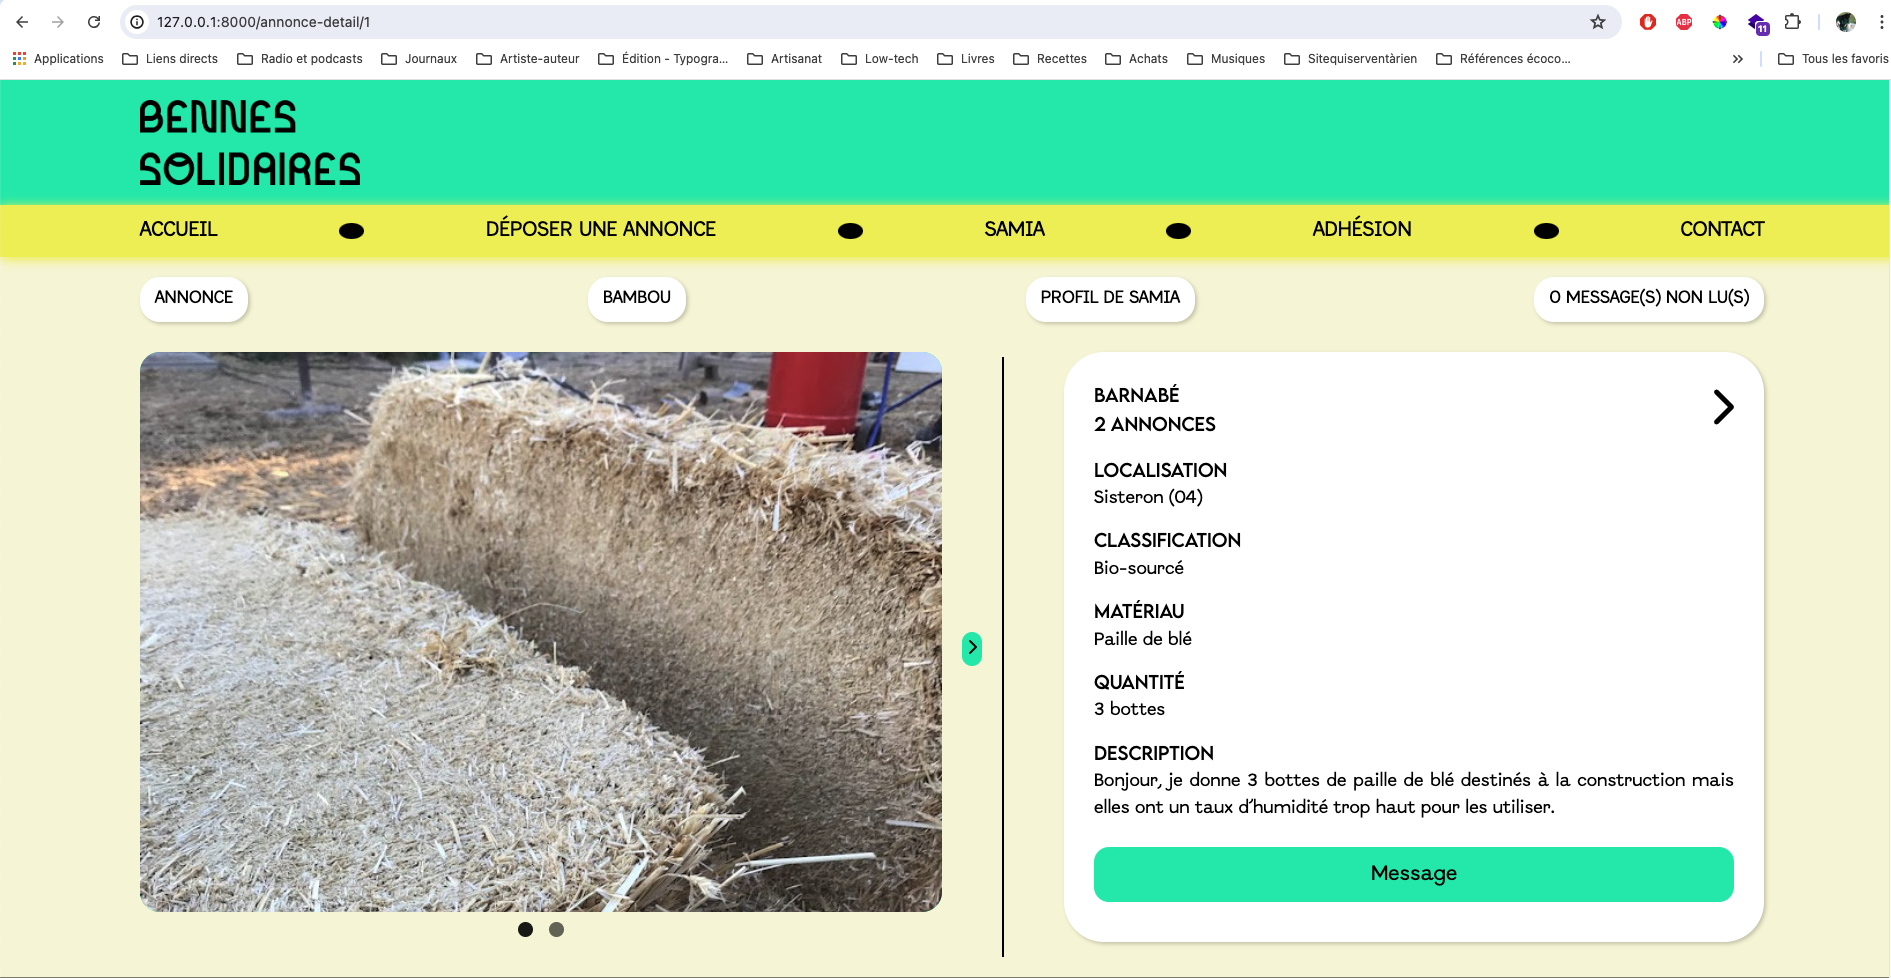 127.0.0.1:8000/annonce-detail/1
ABP
11
Applications
Liens directs
Radio et podcasts
Journaux
Artiste-auteur
Édition - Typogra...
Artisanat
Low-tech
Livres
Recettes
Achats
Musiques
Sitequiserventàrien
Références écoco...
Tous les favoris
BENNES
SOLIDAIRES
ACCUEIL
DÉPOSER UNE ANNONCE
SAMIA
ADHÉSION
CONTACT
ANNONCE
BAMBOU
PROFIL DE SAMIA
0 MESSAGE(S) NON LU(S)
BARNABÉ
2 ANNONCES
LOCALISATION
Sisteron (04)
CLASSIFICATION
Bio-sourcé
MATÉRIAU
Paille de blé
QUANTITÉ
3 bottes
DESCRIPTION
Bonjour, je donne 3 bottes de paille de blé destinés à la construction mais
elles ont un taux d'humidité trop haut pour les utiliser.
Message